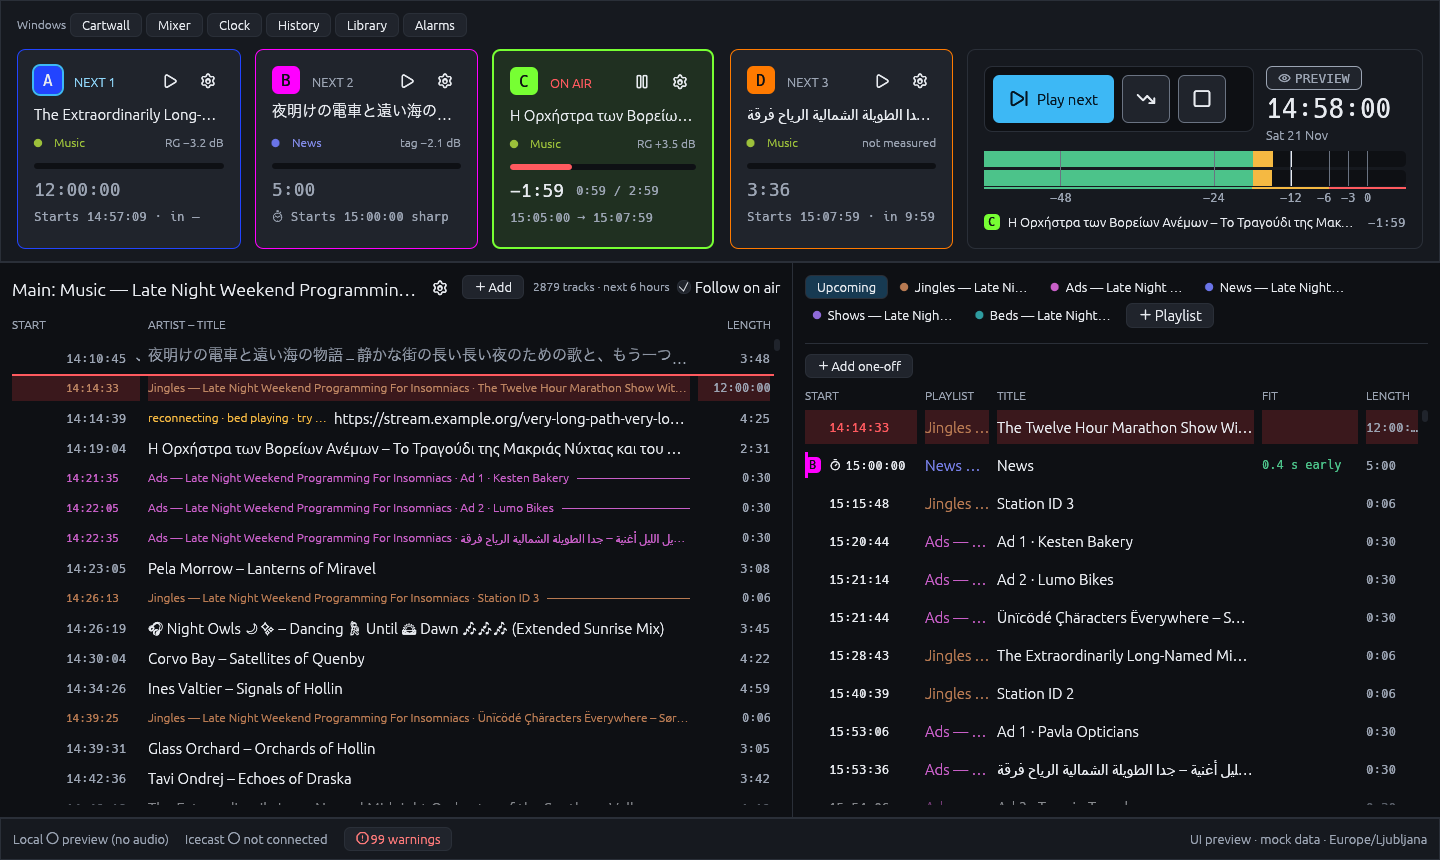 Windows Cartwall Mixer Clock History Library Alarms
A NEXT 1
The Extraordinarily Long-...
Music RG −3.2 dB
12:00:00
Starts 14:57:09 · in —
B NEXT 2
夜明けの電車と遠い海の...
News tag −2.1 dB
5:00
Starts 15:00:00 sharp
C ON AIR
Η Ορχήστρα των Βορείω...
Music RG +3.5 dB
−1:59 0:59 / 2:59
15:05:00 → 15:07:59
D NEXT 3
جدا الطويلة الشمالية الرياح فرقة...
Music not measured
3:36
Starts 15:07:59 · in 9:59
Play next
PREVIEW
14:58:00
Sat 21 Nov
−48 −24 −12 −6 −3 0
C Η Ορχήστρα των Βορείων Ανέμων – Το Τραγούδι της Μακ... −1:59
Main: Music — Late Night Weekend Programmin... + Add 2879 tracks · next 6 hours Follow on air
START ARTIST – TITLE LENGTH
14:10:45 夜明けの電車と遠い海の物語 – 静かな街の長い長い夜のための歌と、もう一つ... 3:48
14:14:33 Jingles — Late Night Weekend Programming For Insomniacs · The Twelve Hour Marathon Show Wit... 12:00:00
14:14:39 reconnecting · bed playing · try ... https://stream.example.org/very-long-path-very-lo... 4:25
14:19:04 Η Ορχήστρα των Βορείων Ανέμων – Το Τραγούδι της Μακριάς Νύχτας και του ... 2:31
14:21:35 Ads — Late Night Weekend Programming For Insomniacs · Ad 1 · Kesten Bakery 0:30
14:22:05 Ads — Late Night Weekend Programming For Insomniacs · Ad 2 · Lumo Bikes 0:30
14:22:35 Ads — Late Night Weekend Programming For Insomniacs · يل الليل أغنية – جدا الطويلة الشمالية الرياح فرقة... 0:30
14:23:05 Pela Morrow – Lanterns of Miravel 3:08
14:26:13 Jingles — Late Night Weekend Programming For Insomniacs · Station ID 3 0:06
14:26:19 🎧 Night Owls 🌙✨ – Dancing 💃 Until 🌅 Dawn 🎶🎶🎶 (Extended Sunrise Mix) 3:45
14:30:04 Corvo Bay – Satellites of Quenby 4:22
14:34:26 Ines Valtier – Signals of Hollin 4:59
14:39:25 Jingles — Late Night Weekend Programming For Insomniacs · Ünïcödé Çhäracters Ëverywhere – Sør... 0:06
14:39:31 Glass Orchard – Orchards of Hollin 3:05
14:42:36 Tavi Ondrej – Echoes of Draska 3:42
Upcoming Jingles — Late Ni... Ads — Late Night ... News — Late Night...
Shows — Late Nigh... Beds — Late Night... + Playlist
+ Add one-off
START PLAYLIST TITLE FIT LENGTH
14:14:33 Jingles ... The Twelve Hour Marathon Show Wi... 12:00:...
B 15:00:00 News ... News 0.4 s early 5:00
15:15:48 Jingles ... Station ID 3 0:06
15:20:44 Ads — ... Ad 1 · Kesten Bakery 0:30
15:21:14 Ads — ... Ad 2 · Lumo Bikes 0:30
15:21:44 Ads — ... Ünïcödé Çhäracters Ëverywhere – S... 0:30
15:28:43 Jingles ... The Extraordinarily Long-Named Mi... 0:06
15:40:39 Jingles ... Station ID 2 0:06
15:53:06 Ads — ... Ad 1 · Pavla Opticians 0:30
15:53:36 Ads — ... ليل أغنية – جدا الطويلة الشمالية الرياح فرقة... 0:30
Local preview (no audio) Icecast not connected 99 warnings UI preview · mock data · Europe/Ljubljana